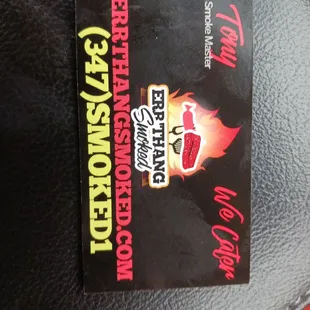 Tony
Smoke Master
We Cater
ERR'THANG
Smoked
ERRTHANGSMOKED.COM
(347)SMOKED1